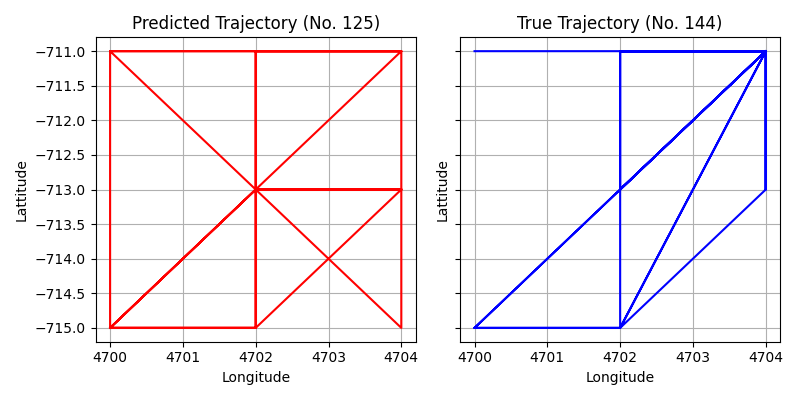 Predicted Trajectory (No. 125)
True Trajectory (No. 144)
−711.0
−711.5
−712.0
−712.5
−713.0
−713.5
−714.0
−714.5
−715.0
Lattitude
Lattitude
4700 4701 4702 4703 4704
4700 4701 4702 4703 4704
Longitude
Longitude